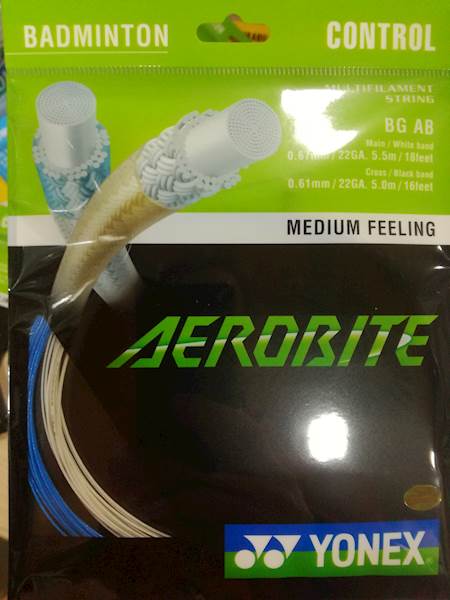 BADMINTON
CONTROL
MULTIFILAMENT
STRING
BG AB
Main / White band
0.67mm / 22GA. 5.5m / 18feet
Cross / Black band
0.61mm / 22GA. 5.0m / 16feet
MEDIUM FEELING
AEROBITE
YONEX